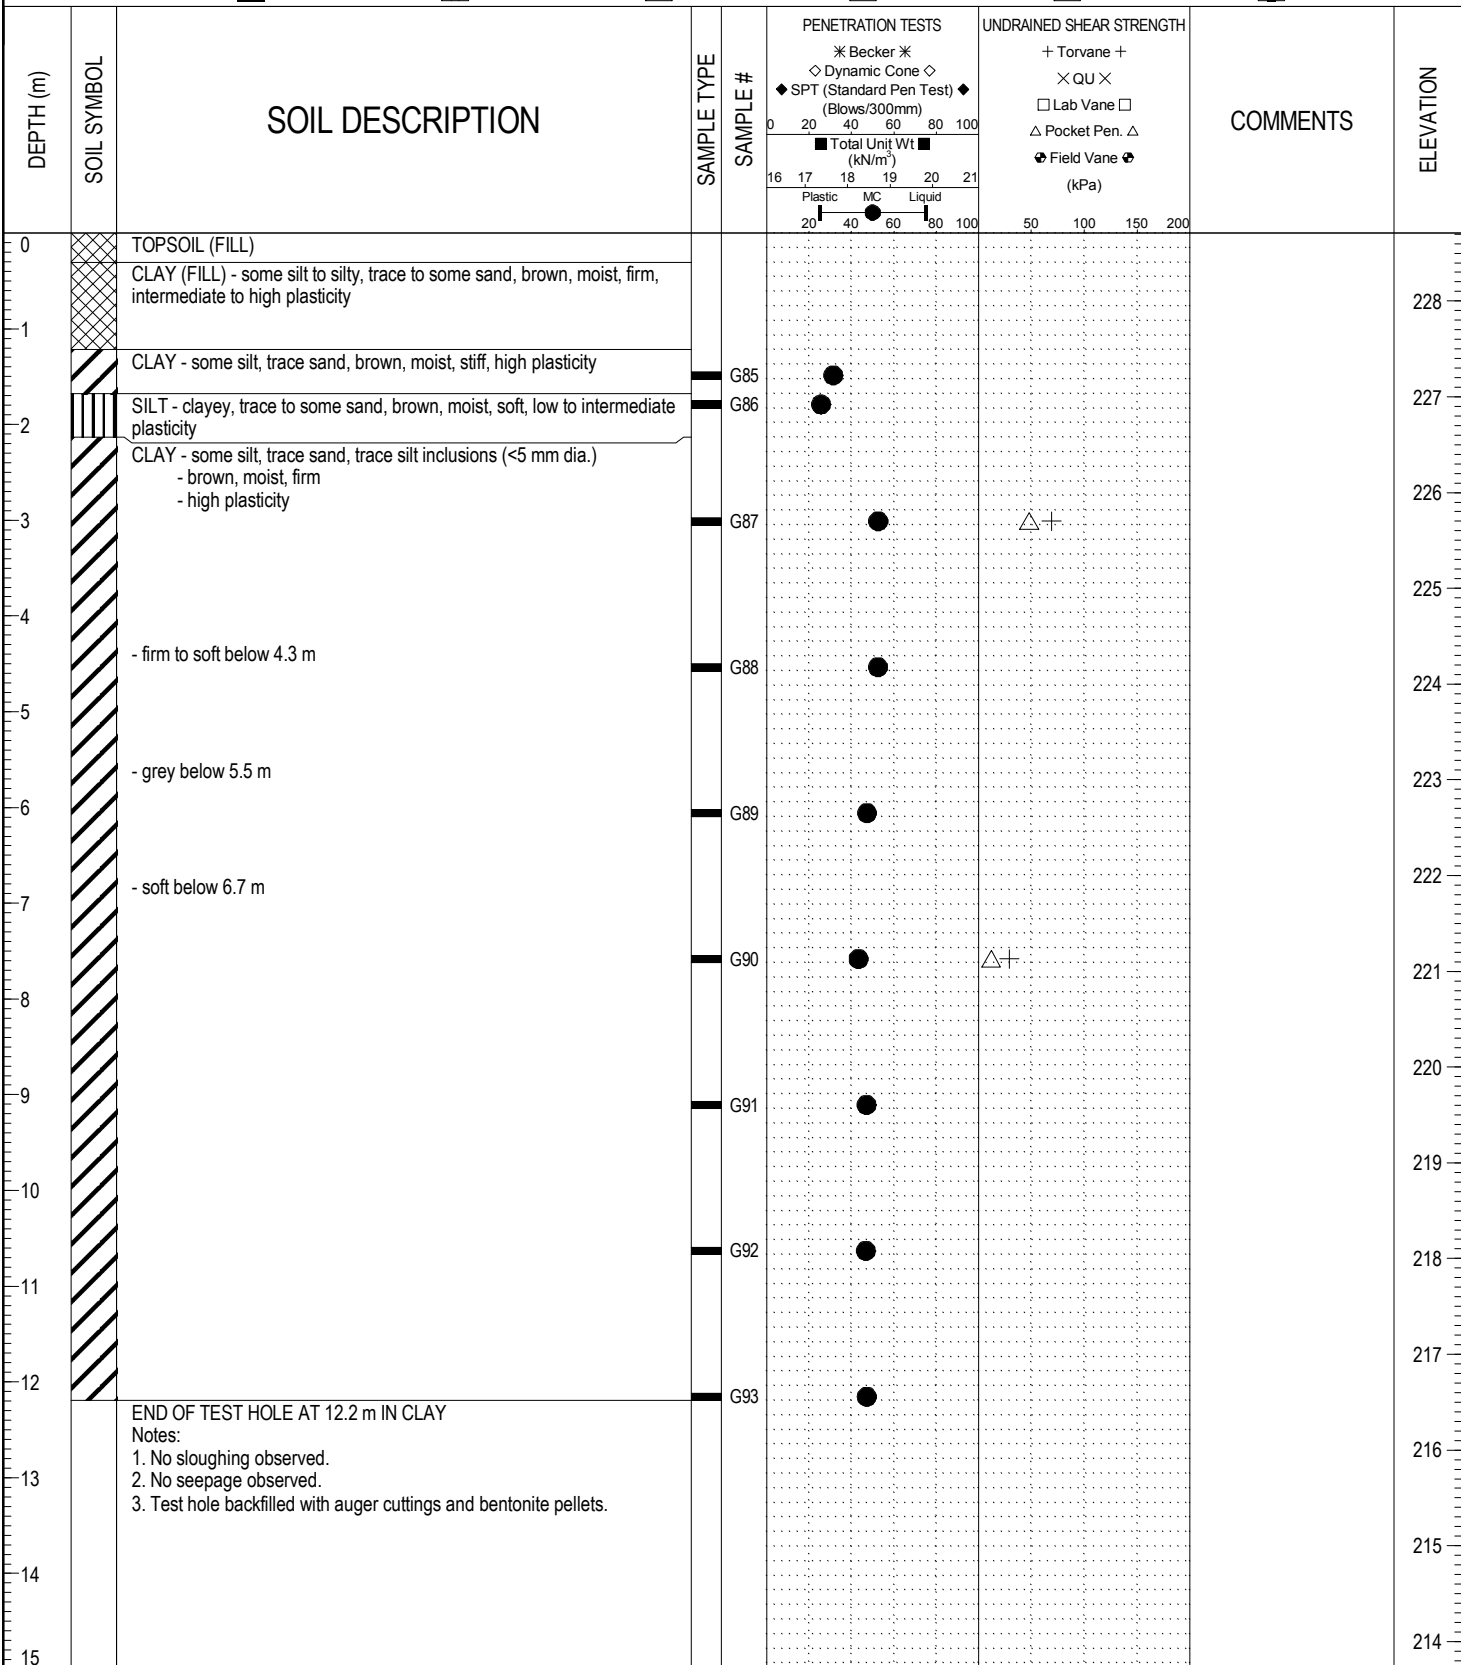 DEPTH (m)
SOIL SYMBOL
SOIL DESCRIPTION
SAMPLE TYPE
SAMPLE #
PENETRATION TESTS
✳ Becker ✳
◇ Dynamic Cone ◇
◆ SPT (Standard Pen Test) ◆
(Blows/300mm)
0 20 40 60 80 100
■ Total Unit Wt ■
(kN/m³)
16 17 18 19 20 21
Plastic MC Liquid
20 40 60 80 100
UNDRAINED SHEAR STRENGTH
+ Torvane +
× QU ×
□ Lab Vane □
△ Pocket Pen. △
Field Vane
(kPa)
50 100 150 200
COMMENTS
ELEVATION
0
TOPSOIL (FILL)
CLAY (FILL) - some silt to silty, trace to some sand, brown, moist, firm,
intermediate to high plasticity
228
1
CLAY - some silt, trace sand, brown, moist, stiff, high plasticity
G85
227
SILT - clayey, trace to some sand, brown, moist, soft, low to intermediate
plasticity
G86
2
CLAY - some silt, trace sand, trace silt inclusions (<5 mm dia.)
- brown, moist, firm
- high plasticity
226
3
G87
225
4
- firm to soft below 4.3 m
G88
224
5
- grey below 5.5 m
223
6
G89
222
- soft below 6.7 m
7
G90
221
8
220
9
G91
219
10
G92
218
11
217
12
G93
END OF TEST HOLE AT 12.2 m IN CLAY
Notes:
1. No sloughing observed.
216
2. No seepage observed.
13
3. Test hole backfilled with auger cuttings and bentonite pellets.
215
14
214
15